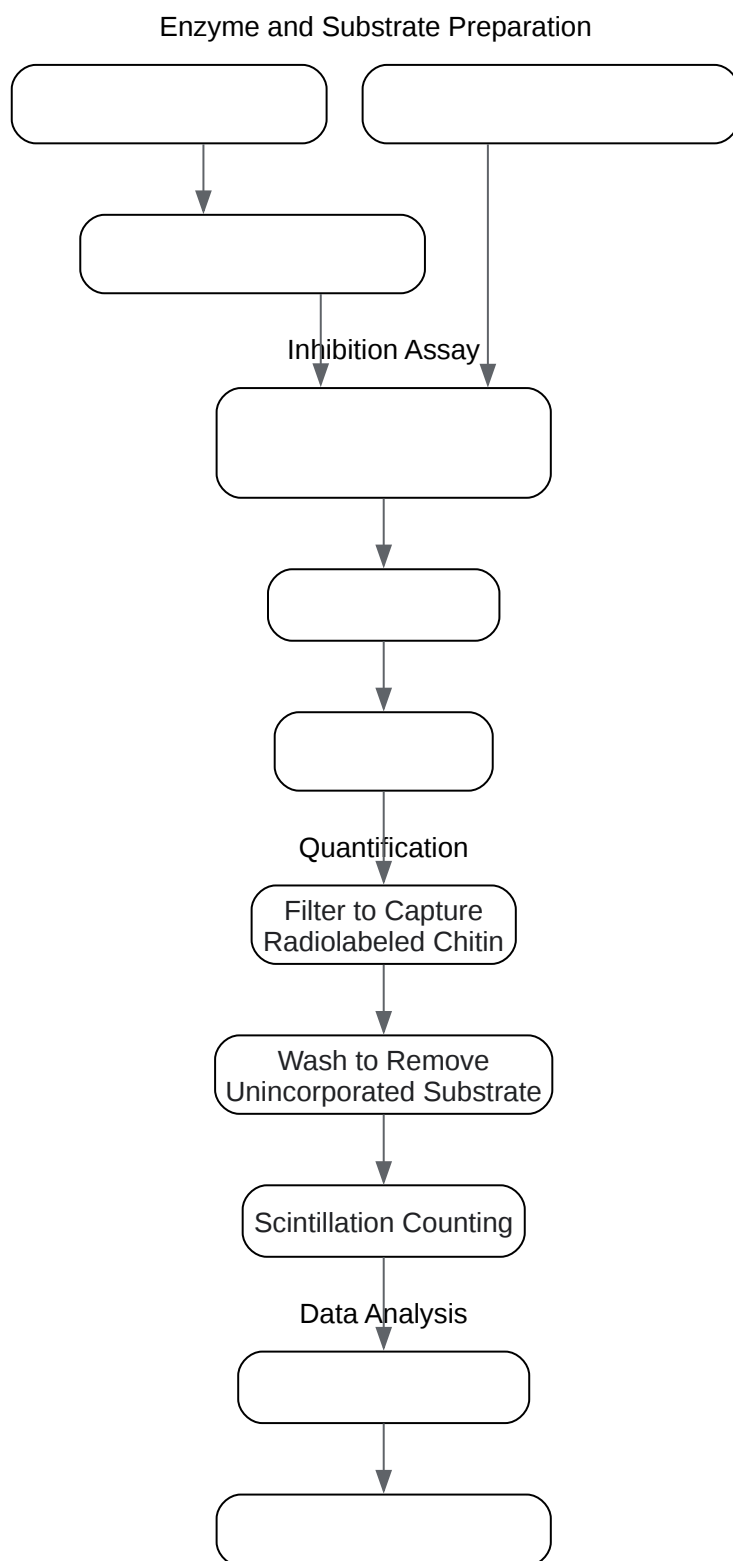 Enzyme and Substrate Preparation
Inhibition Assay
Quantification
Filter to Capture
Radiolabeled Chitin
Wash to Remove
Unincorporated Substrate
Scintillation Counting
Data Analysis